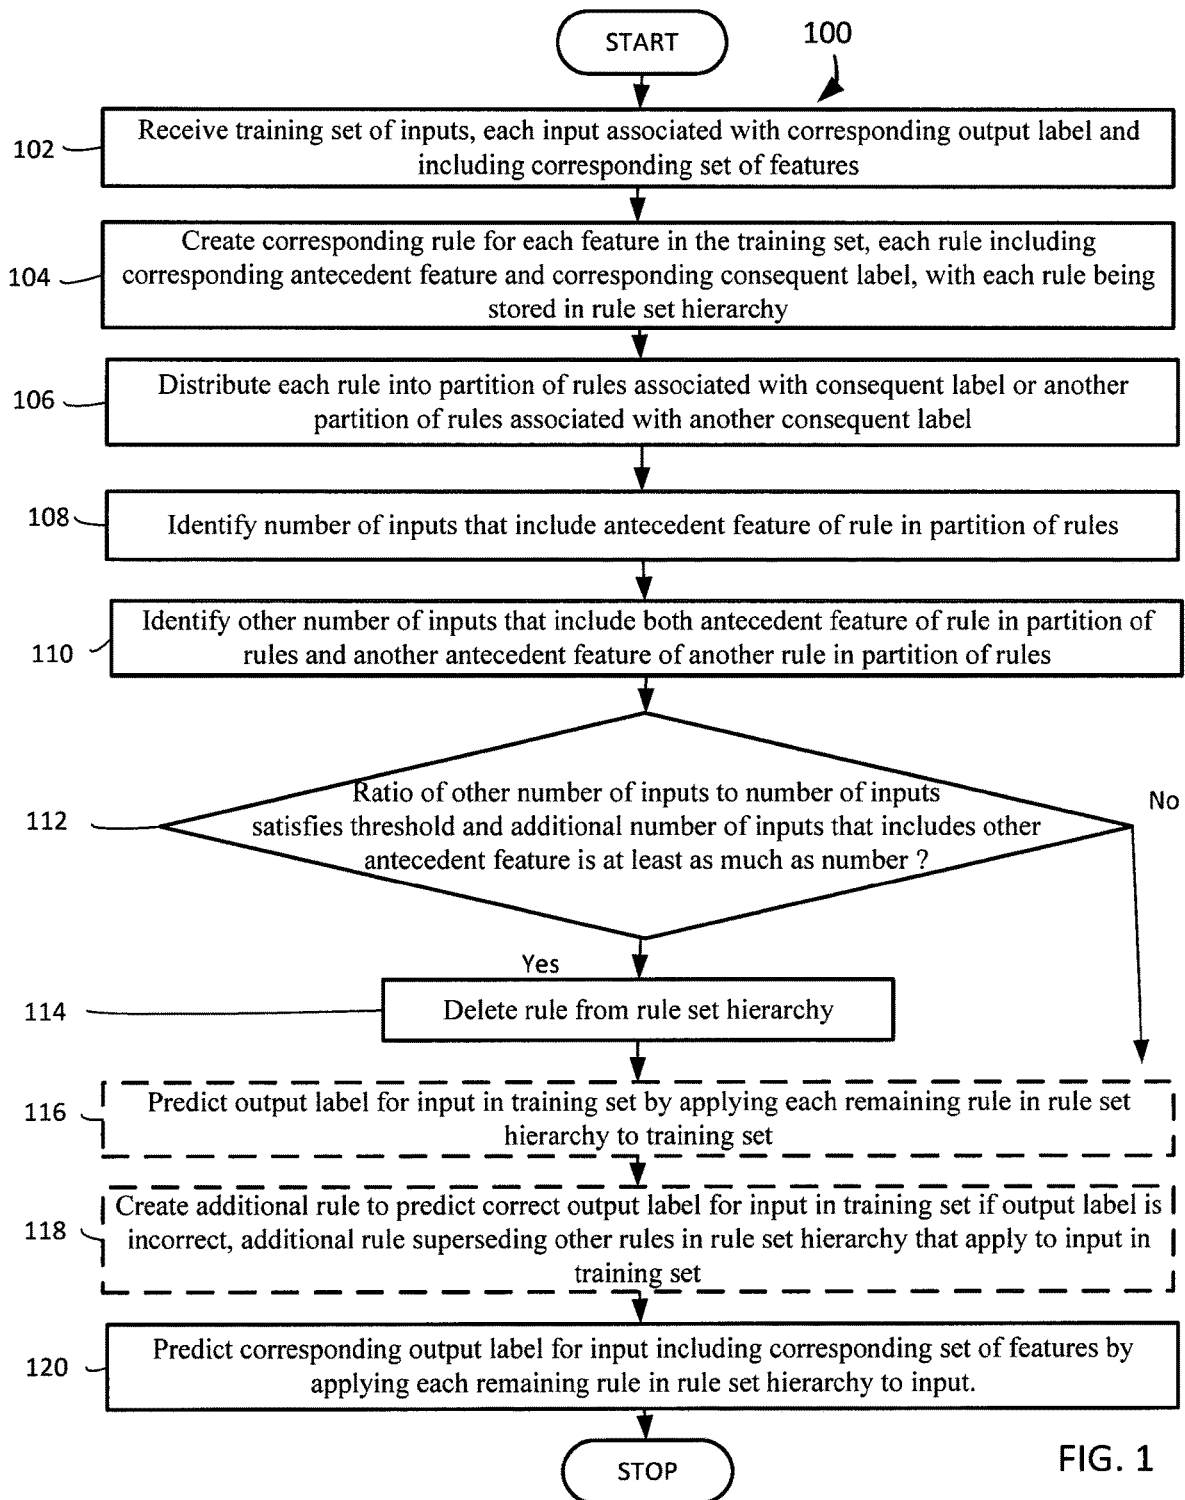 START
100
102
Receive training set of inputs, each input associated with corresponding output label and
including corresponding set of features
104
Create corresponding rule for each feature in the training set, each rule including
corresponding antecedent feature and corresponding consequent label, with each rule being
stored in rule set hierarchy
106
Distribute each rule into partition of rules associated with consequent label or another
partition of rules associated with another consequent label
108
Identify number of inputs that include antecedent feature of rule in partition of rules
110
Identify other number of inputs that include both antecedent feature of rule in partition of
rules and another antecedent feature of another rule in partition of rules
112
Ratio of other number of inputs to number of inputs
satisfies threshold and additional number of inputs that includes other
antecedent feature is at least as much as number ?
No
Yes
114
Delete rule from rule set hierarchy
116
Predict output label for input in training set by applying each remaining rule in rule set
hierarchy to training set
118
Create additional rule to predict correct output label for input in training set if output label is
incorrect, additional rule superseding other rules in rule set hierarchy that apply to input in
training set
120
Predict corresponding output label for input including corresponding set of features by
applying each remaining rule in rule set hierarchy to input.
STOP
FIG. 1